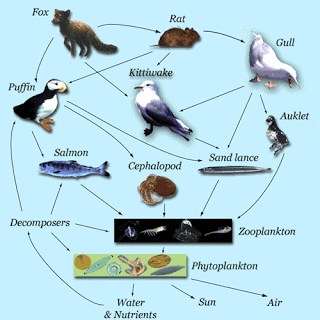 Fox
Rat
Gull
Kittiwake
Puffin
Auklet
Salmon
Cephalopod
Sand lance
Decomposers
Zooplankton
Phytoplankton
Water
& Nutrients
Sun
Air